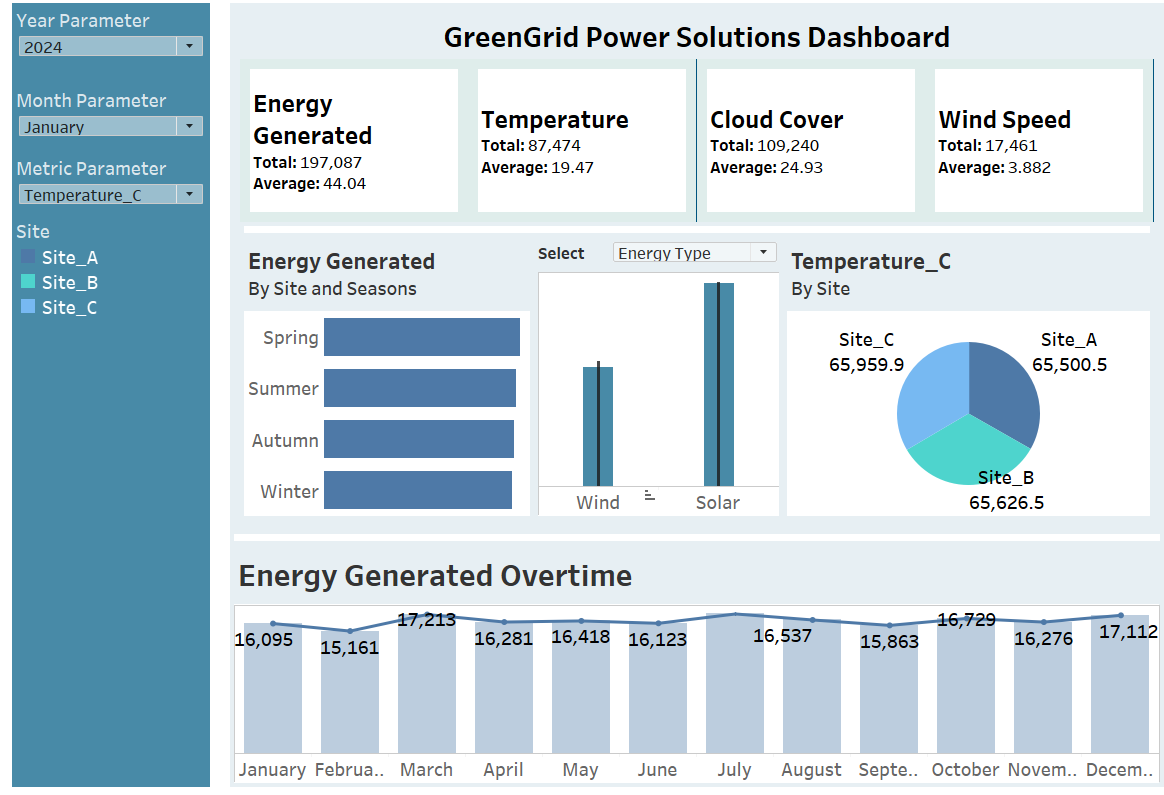 Year Parameter
2024
Month Parameter
January
Metric Parameter
Temperature_C
Site
Site_A
Site_B
Site_C
GreenGrid Power Solutions Dashboard
Energy
Generated
Total: 197,087
Average: 44.04
Temperature
Total: 87,474
Average: 19.47
Cloud Cover
Total: 109,240
Average: 24.93
Wind Speed
Total: 17,461
Average: 3.882
Energy Generated
By Site and Seasons
Spring
Summer
Autumn
Winter
Select
Energy Type
Wind
Solar
Temperature_C
By Site
Site_C
65,959.9
Site_A
65,500.5
Site_B
65,626.5
Energy Generated Overtime
16,095
15,161
17,213
16,281
16,418
16,123
16,537
15,863
16,729
16,276
17,112
January
Februa..
March
April
May
June
July
August
Septe..
October
Novem..
Decem..